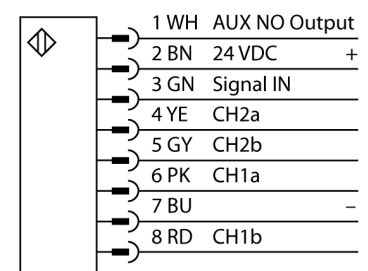 1 WH AUX NO Output
2 BN 24 VDC +
3 GN Signal IN
4 YE CH2a
5 GY CH2b
6 PK CH1a
7 BU –
8 RD CH1b